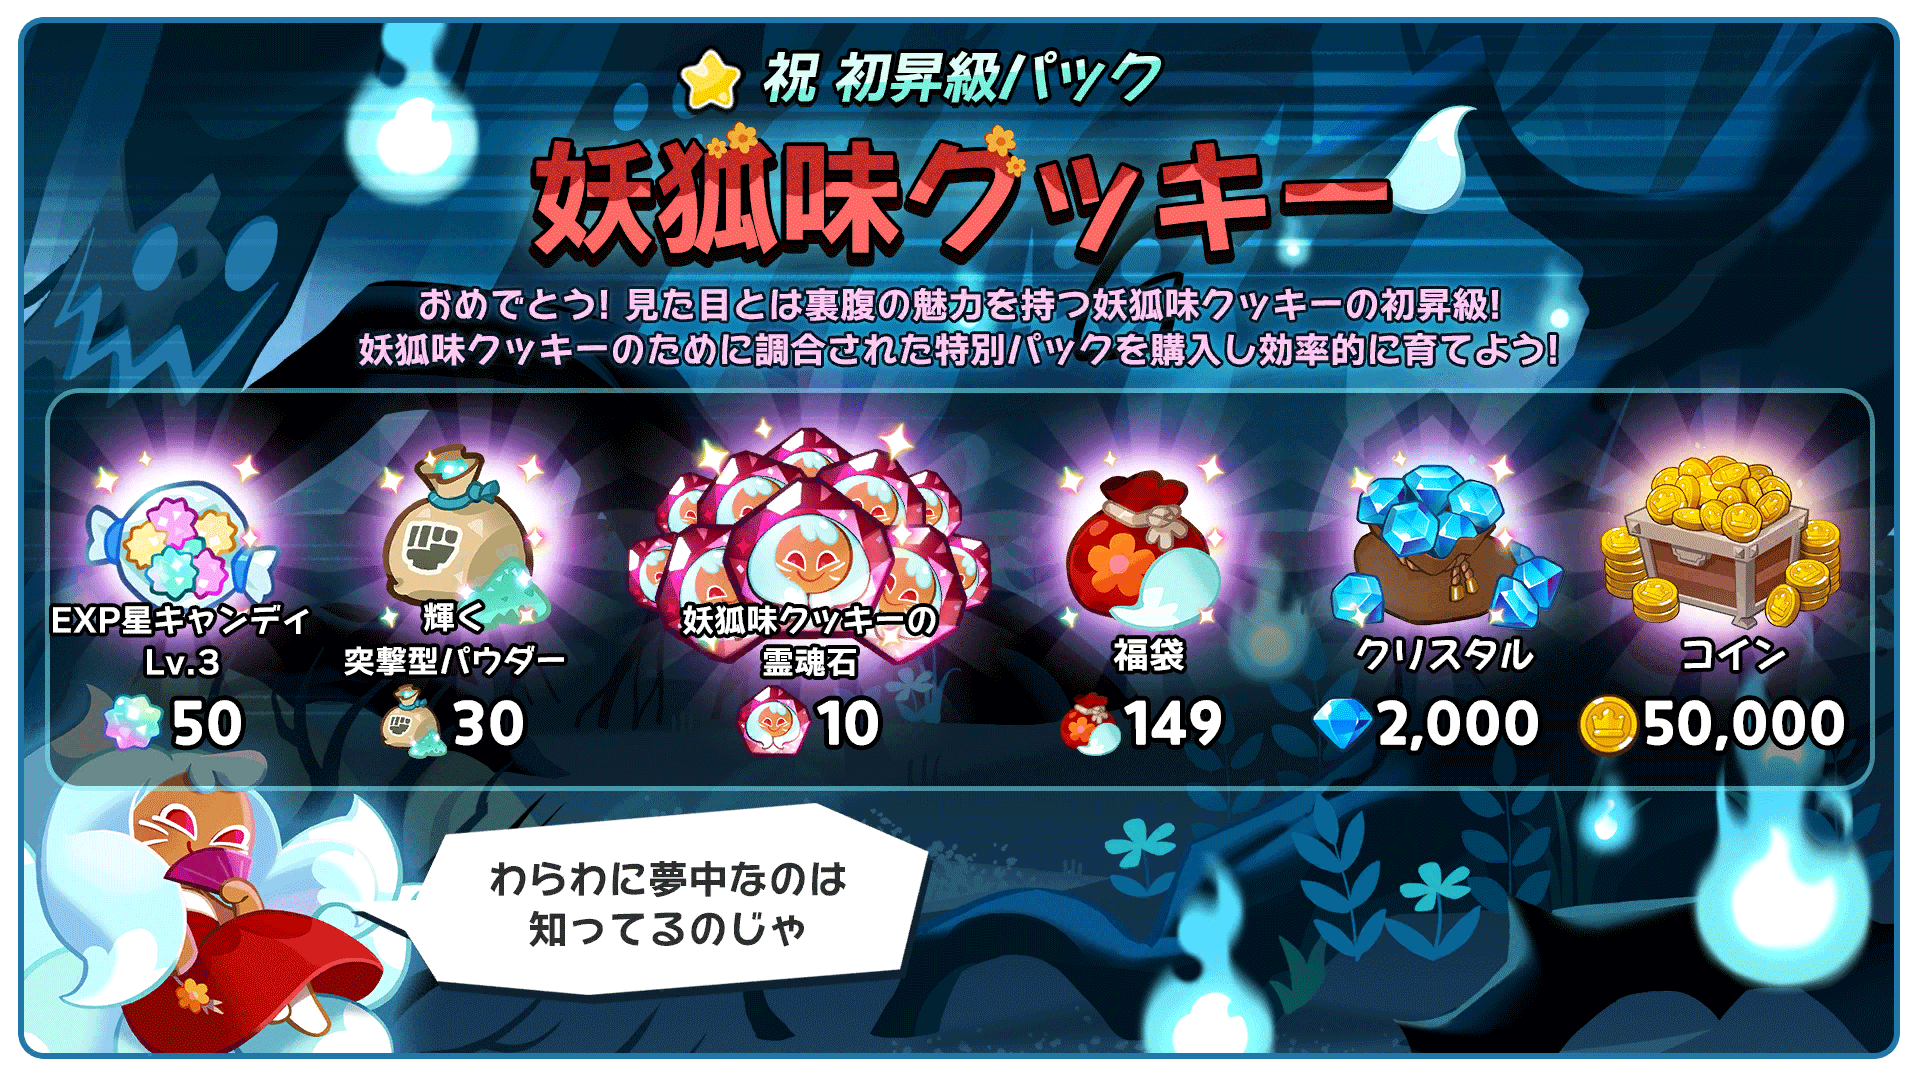 祝 初昇級パック
妖狐味クッキー
おめでとう! 見た目とは裏腹の魅力を持つ妖狐味クッキーの初昇級!
妖狐味クッキーのために調合された特別パックを購入し効率的に育てよう!
EXP星キャンディ
Lv.3
50
輝く
突撃型パウダー
30
妖狐味クッキーの
霊魂石
10
福袋
149
クリスタル
2,000
コイン
50,000
わらわに夢中なのは
知ってるのじゃ